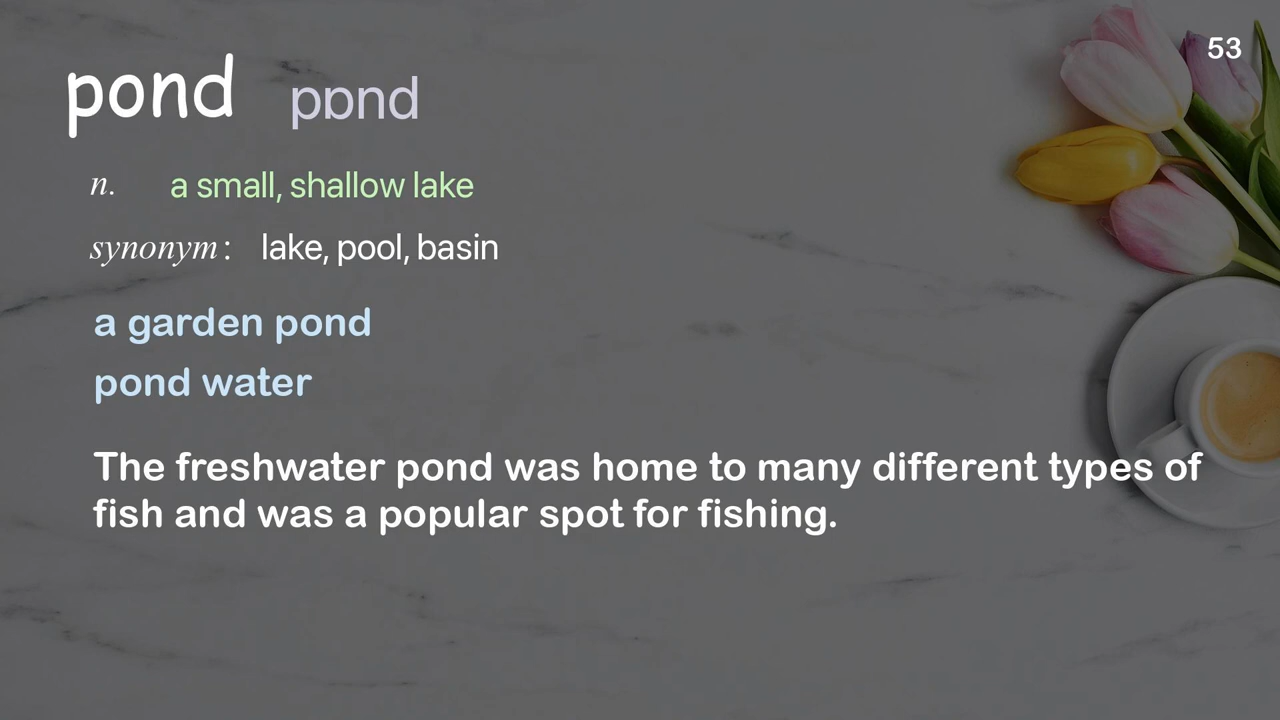 53
pond pɒnd
n. a small, shallow lake
synonym : lake, pool, basin
a garden pond
pond water
The freshwater pond was home to many different types of
fish and was a popular spot for fishing.